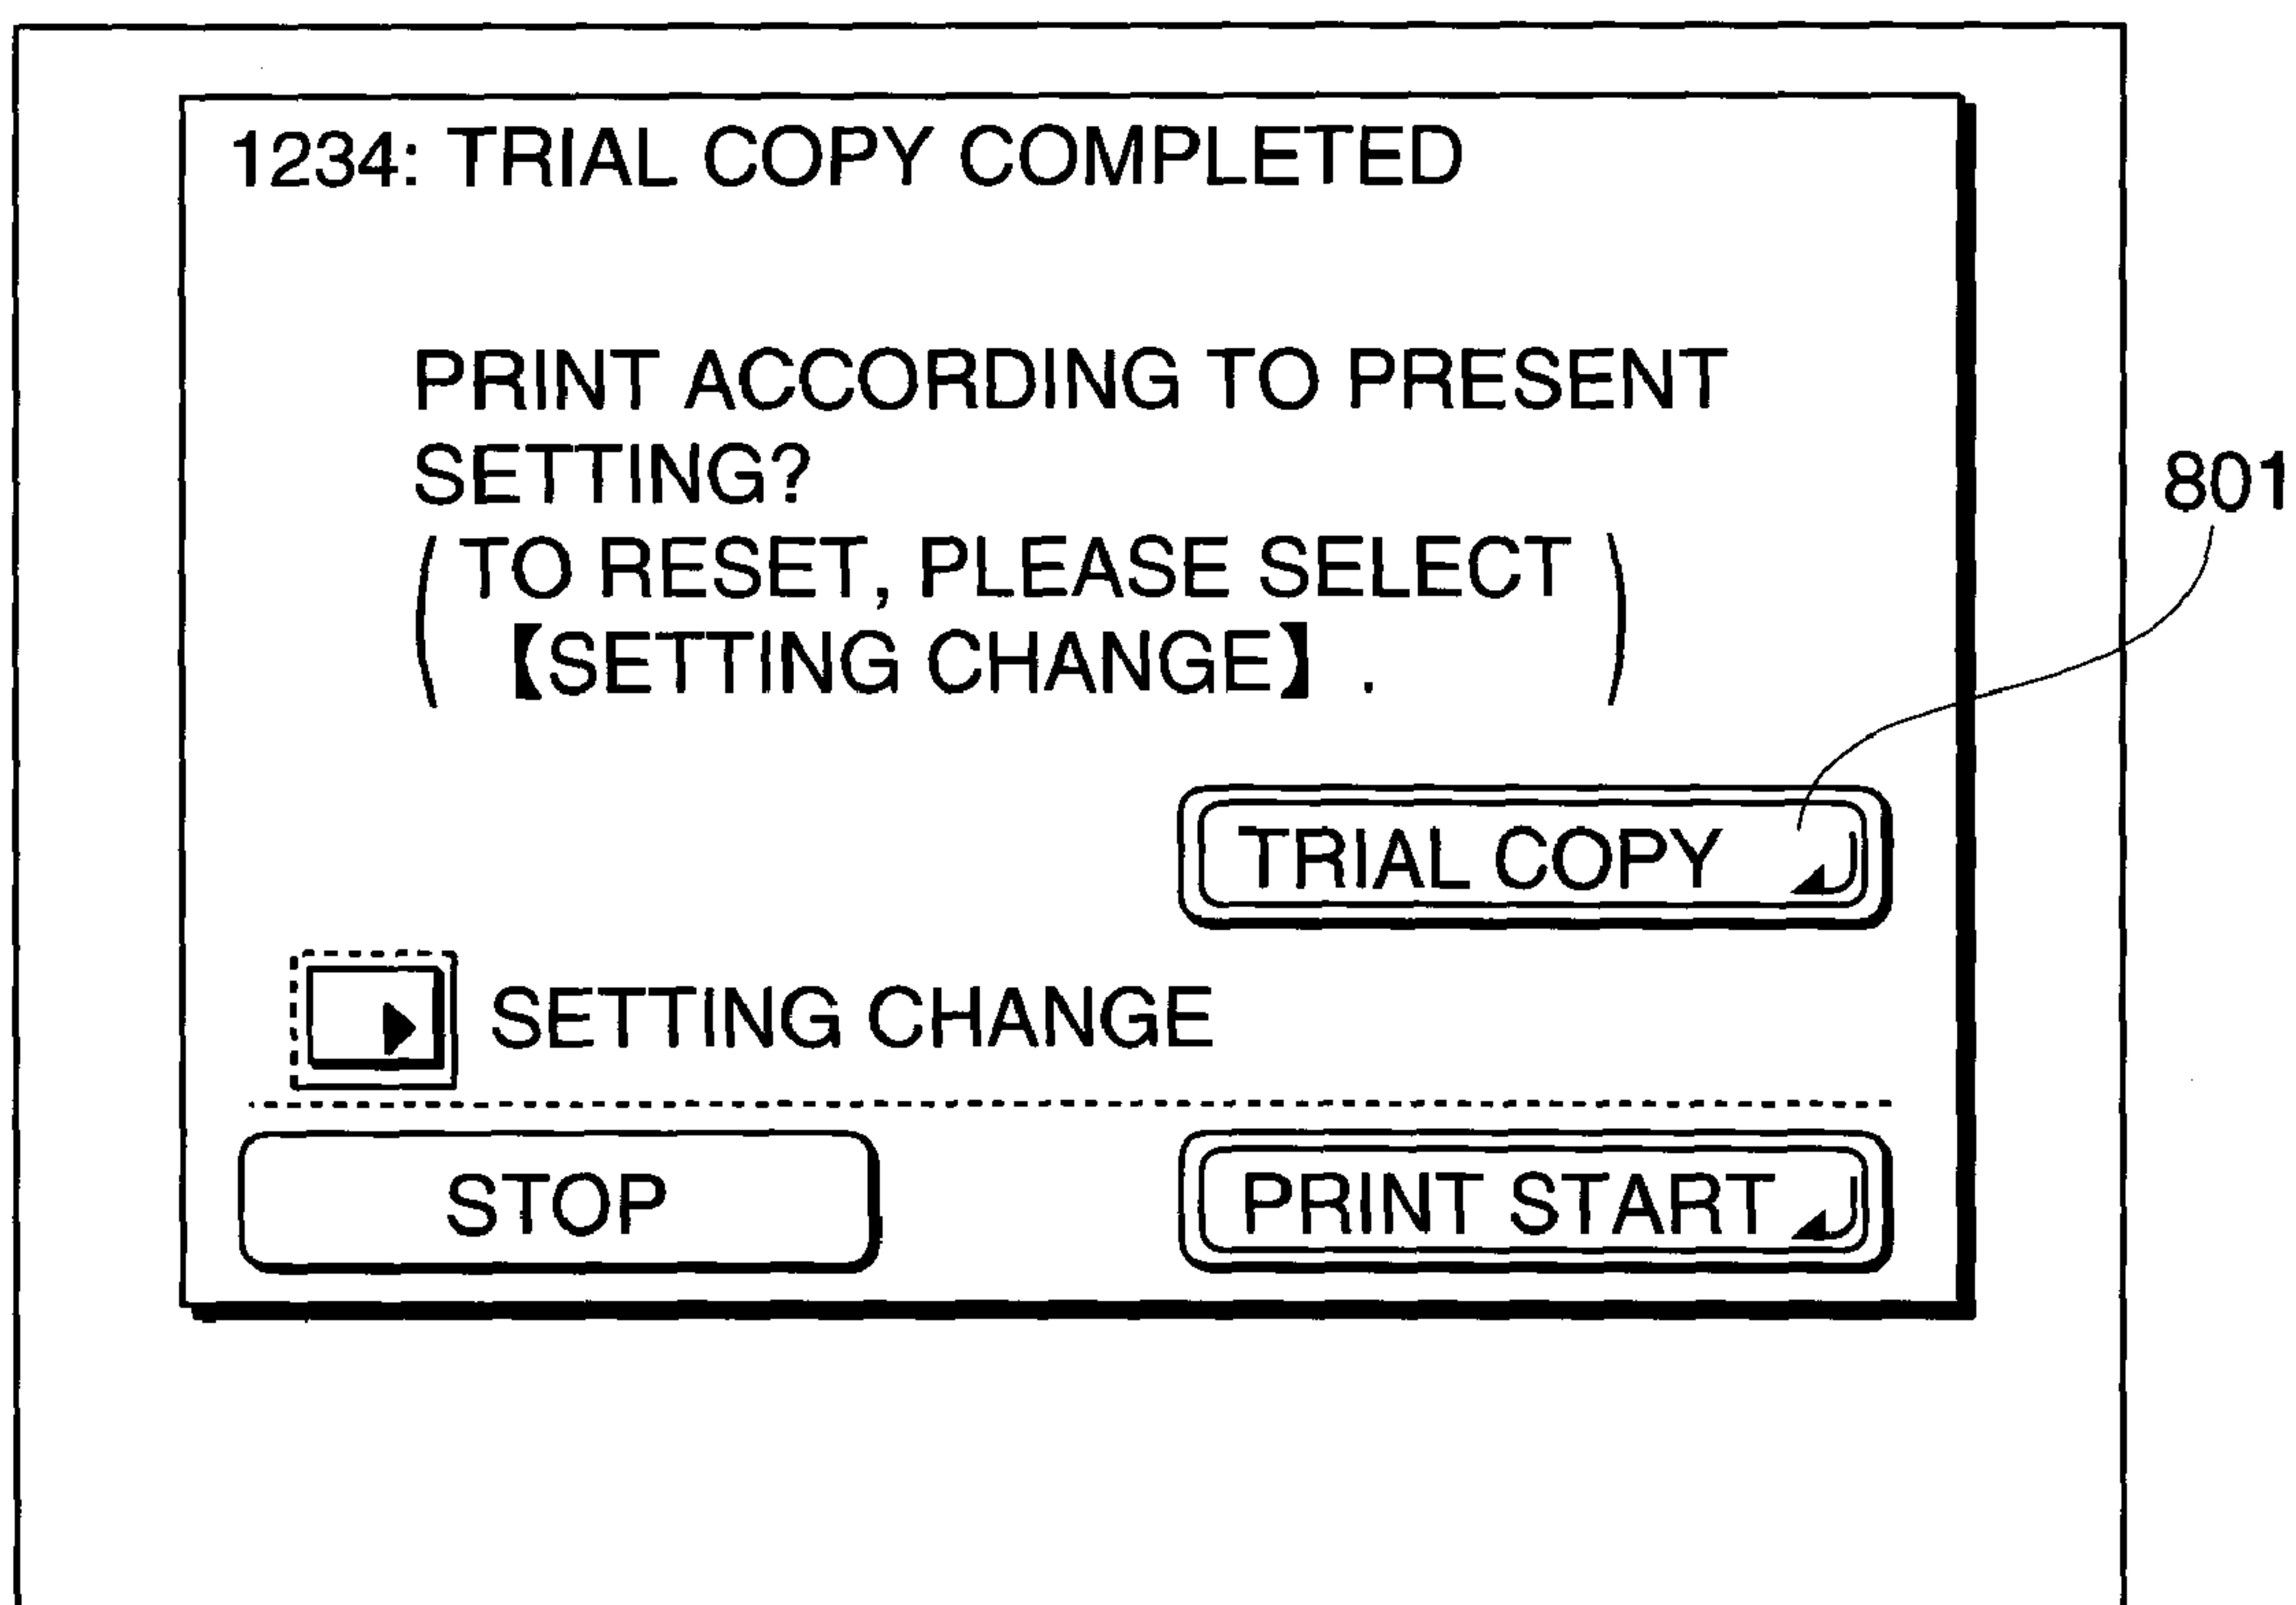 1234: TRIAL COPY COMPLETED
PRINT ACCORDING TO PRESENT
SETTING?
( TO RESET, PLEASE SELECT
【SETTING CHANGE】. )
801
TRIAL COPY
SETTING CHANGE
STOP
PRINT START